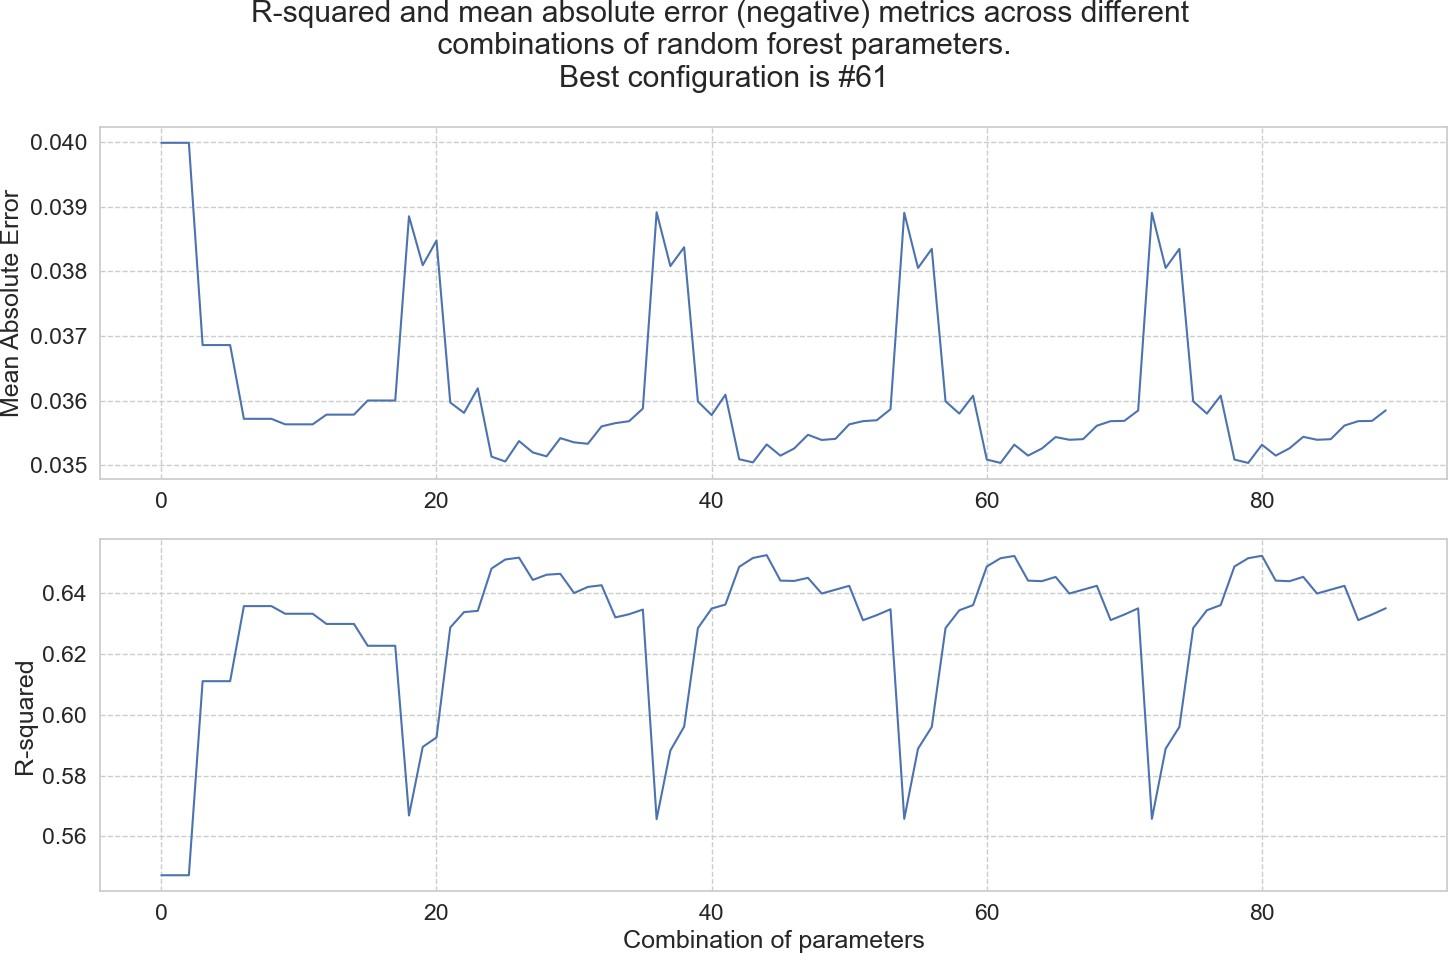 R-squared and mean absolute error (negative) metrics across different
combinations of random forest parameters.
Best configuration is #61
Mean Absolute Error
0.040
0.039
0.038
0.037
0.036
0.035
0 20 40 60 80
R-squared
0.64
0.62
0.60
0.58
0.56
0 20 40 60 80
Combination of parameters